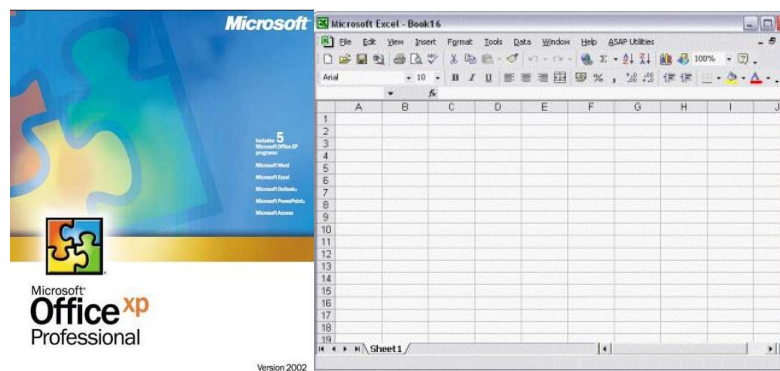 Microsoft
Includes 5
Microsoft Office XP
programs:
Microsoft Word
Microsoft Excel
Microsoft Outlook
Microsoft PowerPoint
Microsoft Access
Microsoft
Office xp
Professional
Version 2002
Microsoft Excel - Book16
File Edit View Insert Format Tools Data Window Help ASAP Utilities
100%
Arial 10 B I U % ,
fx
A B C D E F G H I J
1
2
3
4
5
6
7
8
9
10
11
12
13
14
15
16
17
18
19
Sheet1